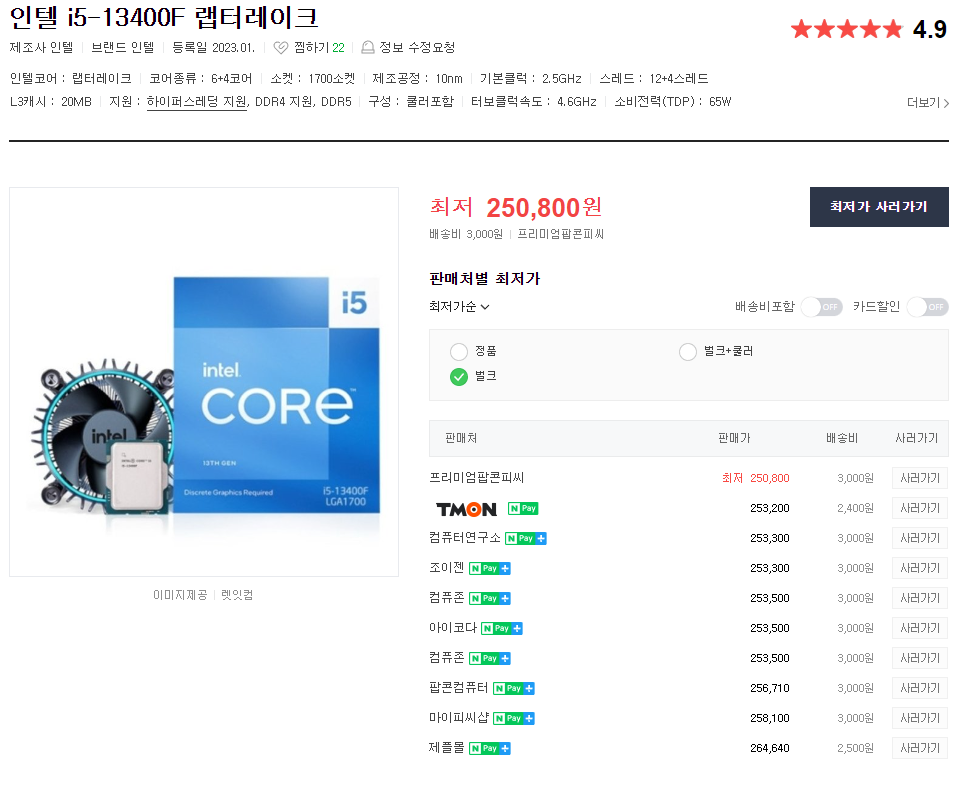 인텔 i5-13400F 랩터레이크
4.9
제조사 인텔 브랜드 인텔 등록일 2023.01. 찜하기 22 정보 수정요청
인텔코어 : 랩터레이크 코어종류 : 6+4코어 소켓 : 1700소켓 제조공정 : 10nm 기본클럭 : 2.5GHz 스레드 : 12+4스레드
L3캐시 : 20MB 지원 : 하이퍼스레딩 지원, DDR4 지원, DDR5 구성 : 쿨러포함 터보클럭속도 : 4.6GHz 소비전력(TDP) : 65W 더보기
i5
intel
CORE
13TH GEN
Discrete Graphics Required
i5-13400F
LGA1700
intel
이미지제공 렛잇컴
최저 250,800원 최저가 사러가기
배송비 3,000원 프리미엄팝콘피씨
판매처별 최저가
최저가순 배송비포함 OFF 카드할인 OFF
정품 벌크+쿨러
벌크
판매처 판매가 배송비 사러가기
프리미엄팝콘피씨 최저 250,800 3,000원 사러가기
TMON N Pay 253,200 2,400원 사러가기
컴퓨터연구소 N Pay + 253,300 3,000원 사러가기
조이젠 N Pay + 253,300 3,000원 사러가기
컴퓨존 N Pay + 253,500 3,000원 사러가기
아이코다 N Pay + 253,500 3,000원 사러가기
컴퓨존 N Pay + 253,500 3,000원 사러가기
팝콘컴퓨터 N Pay + 256,710 3,000원 사러가기
마이피씨샵 N Pay + 258,100 3,000원 사러가기
제플몰 N Pay + 264,640 2,500원 사러가기